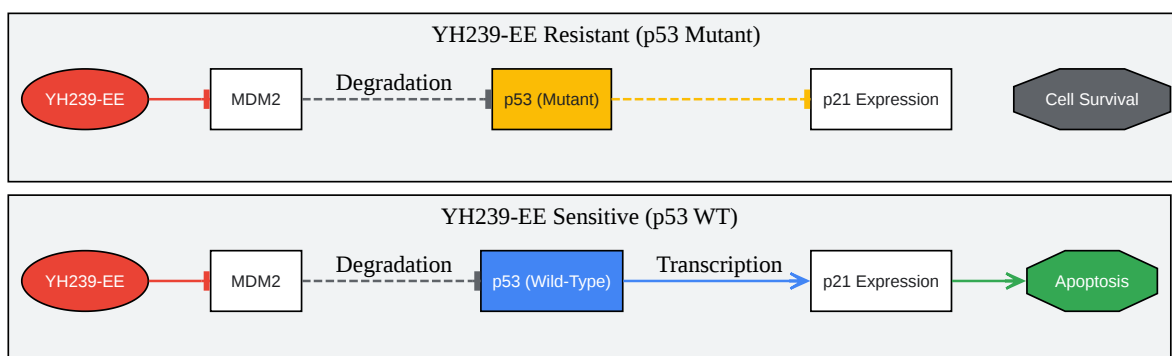 YH239-EE Resistant (p53 Mutant)
Degradation
YH239-EE
MDM2
p53 (Mutant)
p21 Expression
Cell Survival
YH239-EE Sensitive (p53 WT)
Degradation
Transcription
YH239-EE
MDM2
p53 (Wild-Type)
p21 Expression
Apoptosis